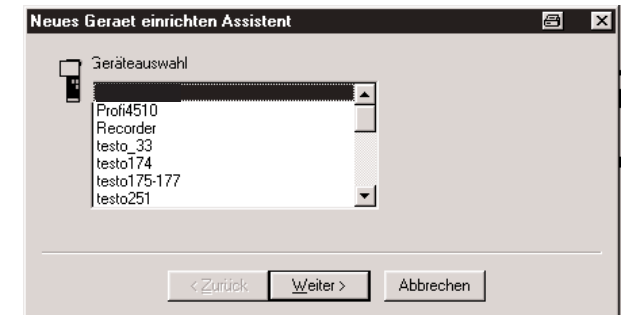 Neues Geraet einrichten Assistent
Geräteauswahl
Profi4510
Recorder
testo_33
testo174
testo175-177
testo251
< Zurück
Weiter >
Abbrechen